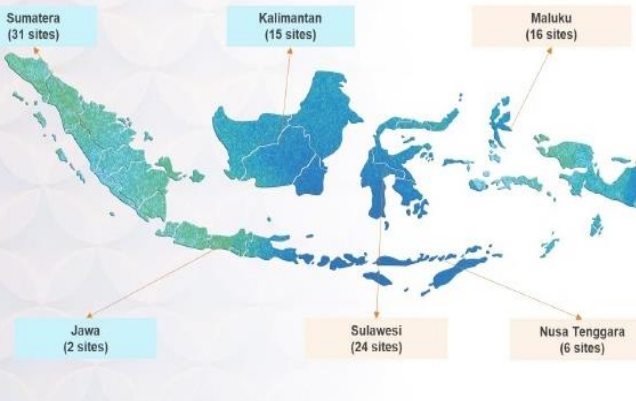 Sumatera
(31 sites)
Kalimantan
(15 sites)
Maluku
(16 sites)
Jawa
(2 sites)
Sulawesi
(24 sites)
Nusa Tenggara
(6 sites)